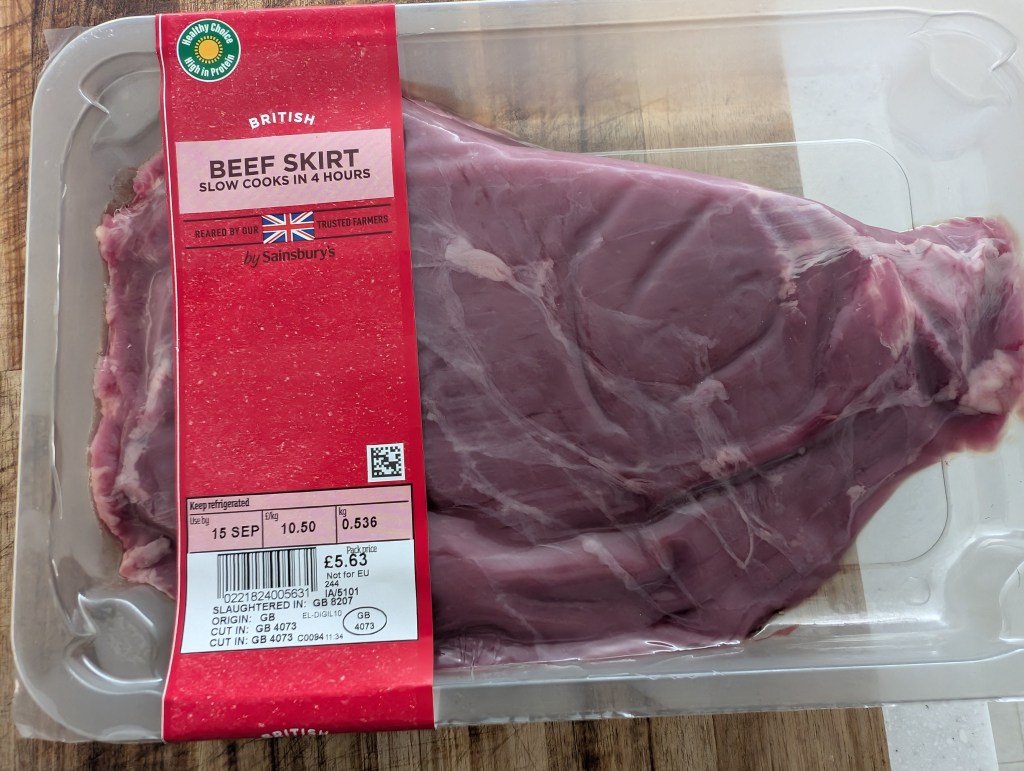 Healthy Choice
High in Protein
BRITISH
BEEF SKIRT
SLOW COOKS IN 4 HOURS
REARED BY OUR TRUSTED FARMERS
by Sainsbury's
Keep refrigerated
Use by
15 SEP
£/kg
10.50
kg
0.536
Pack price
£5.63
Not for EU
244
IA/5101
0221824005631
SLAUGHTERED IN: GB 8207
ORIGIN: GB
EL-DIGIL10
CUT IN: GB 4073
CUT IN: GB 4073 C0094 11:34
GB
4073
BRITISH